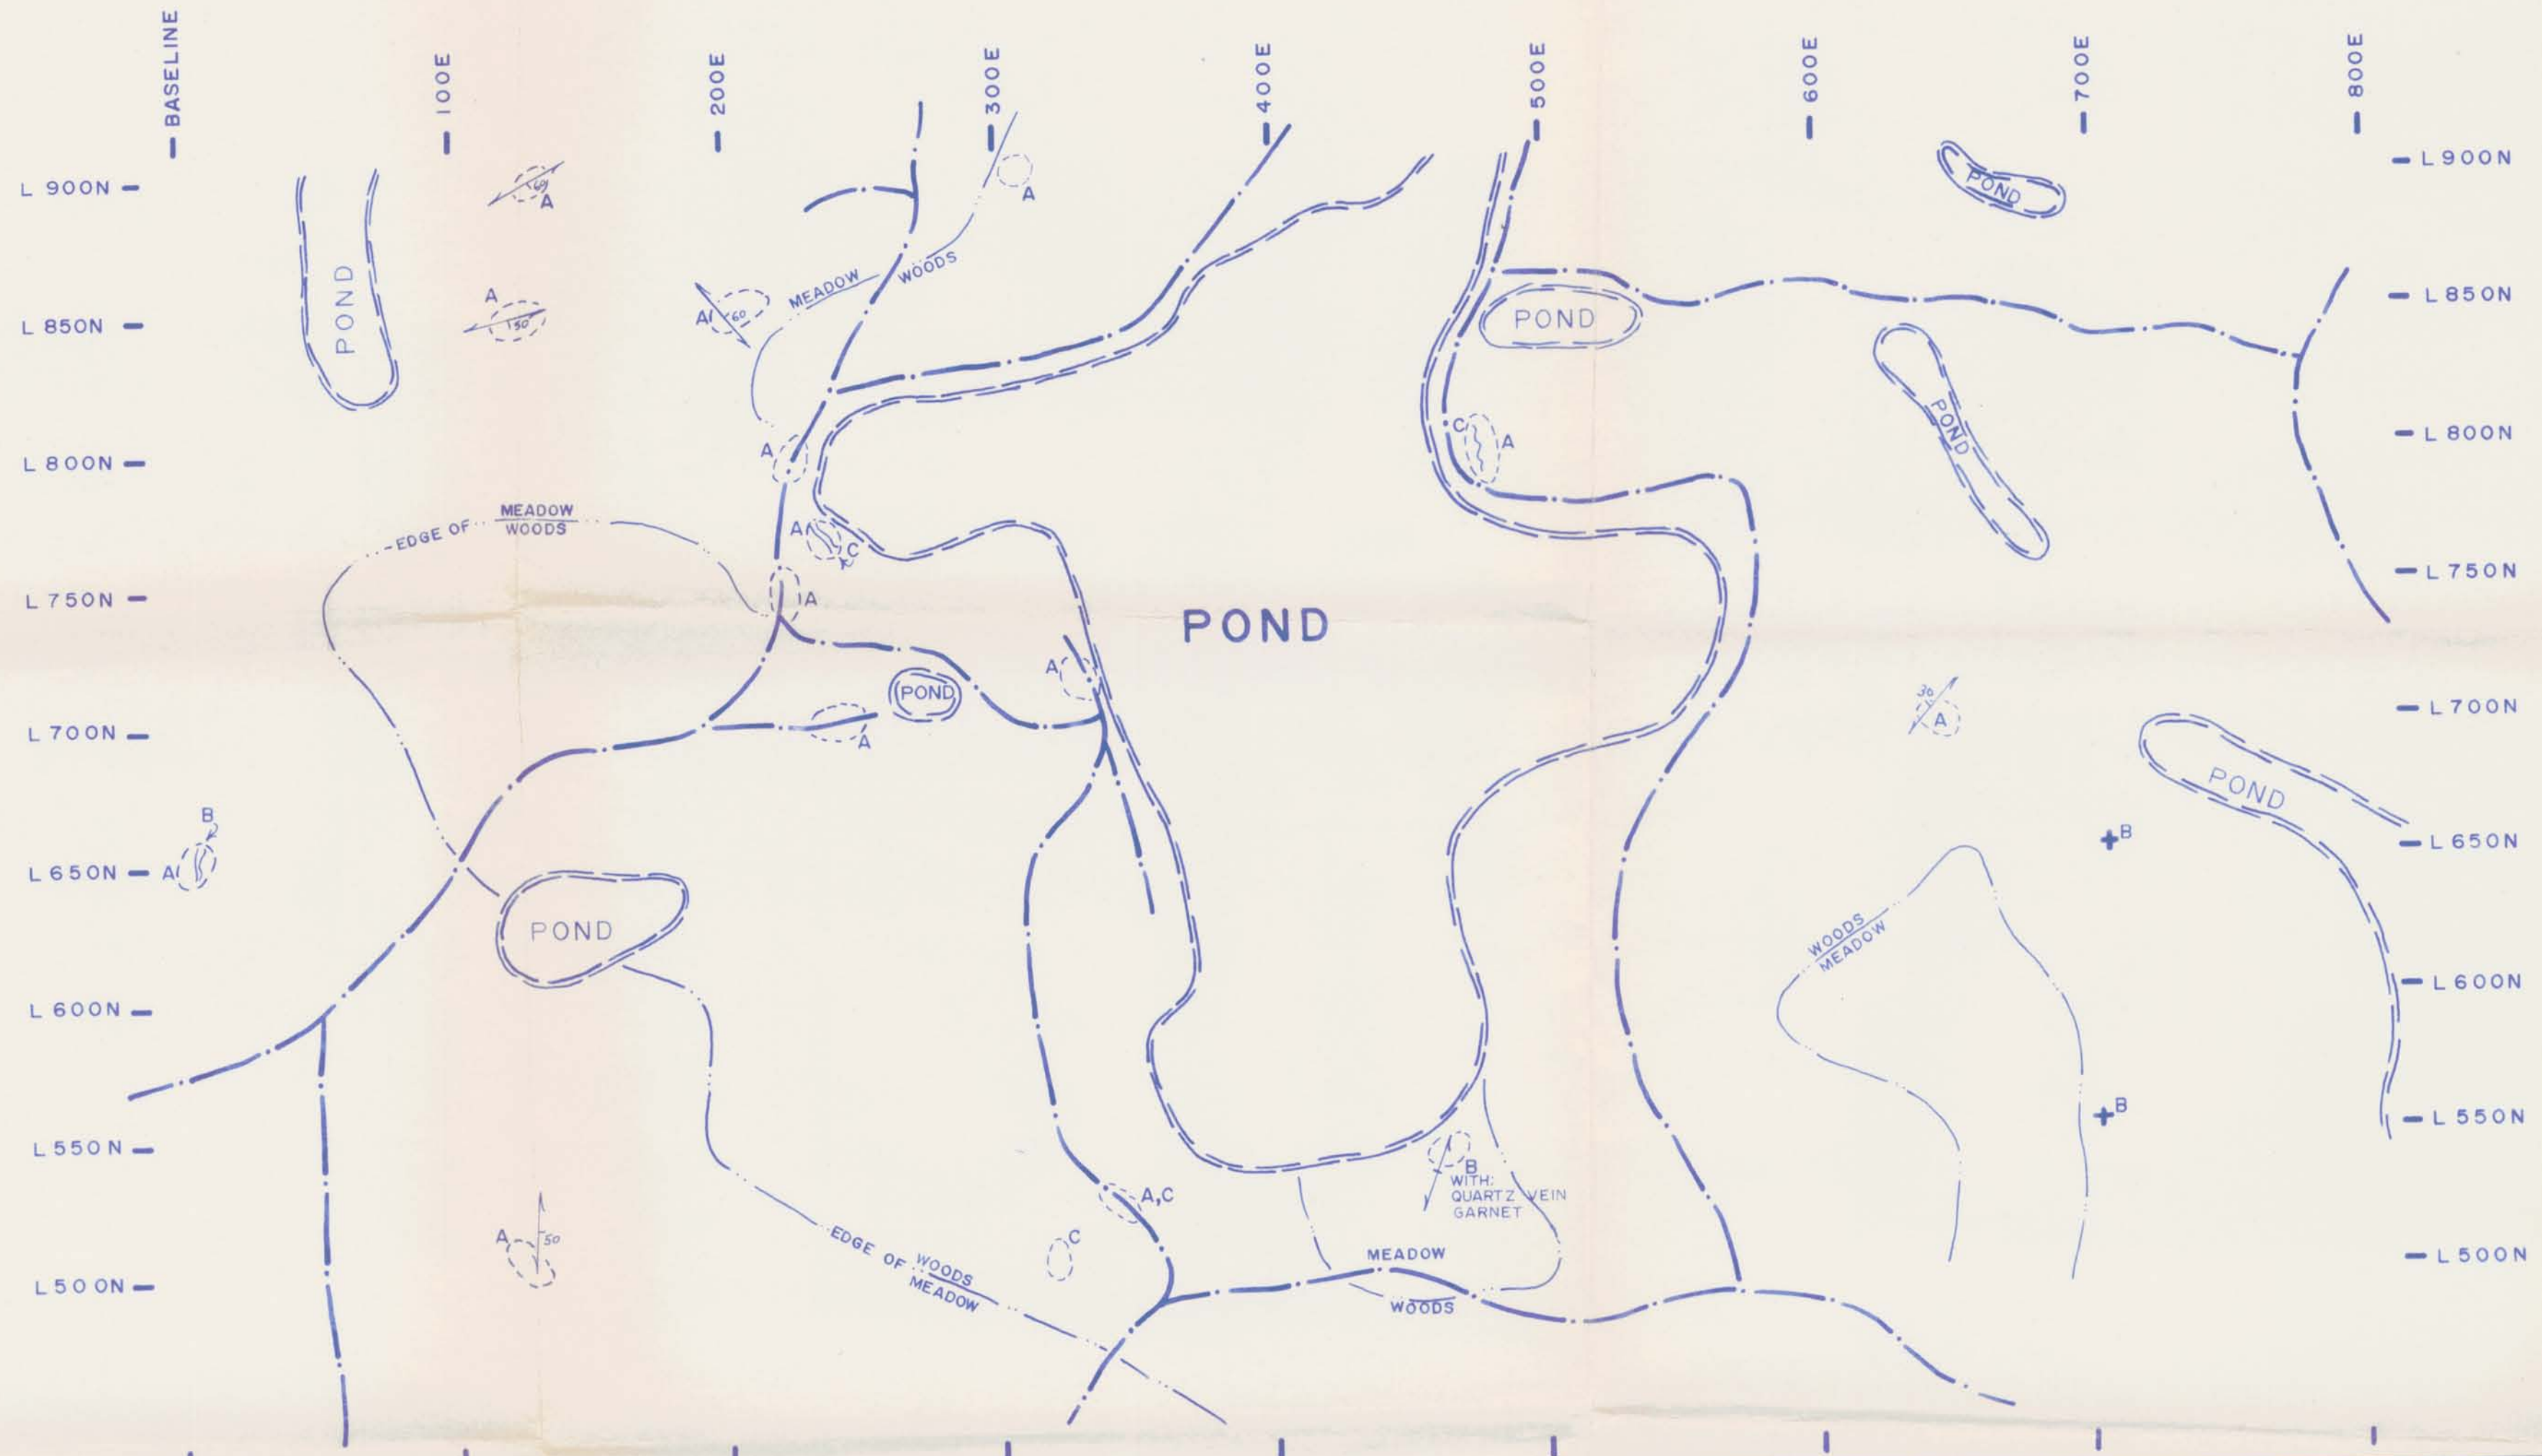 BASELINE
100E
200E
300E
400E
500E
600E
700E
800E
L 900N
60
A
A
POND
L 900N
POND
A
50
MEADOW
WOODS
A
60
L 850N
POND
L 850N
L 850N
POND
A
L 800N
C
A
POND
L 800N
EDGE OF
MEADOW
WOODS
A
C
L 750N
A
POND
L 750N
A
L 700N
POND
A
30
A
L 700N
POND
B
A
L 650N
B
L 650N
POND
WOODS
MEADOW
L 600N
L 600N
L 550N
B
L 550N
B
WITH:
QUARTZ VEIN
GARNET
A,C
A
50
C
EDGE OF
WOODS
MEADOW
MEADOW
WOODS
L 500N
L 500N